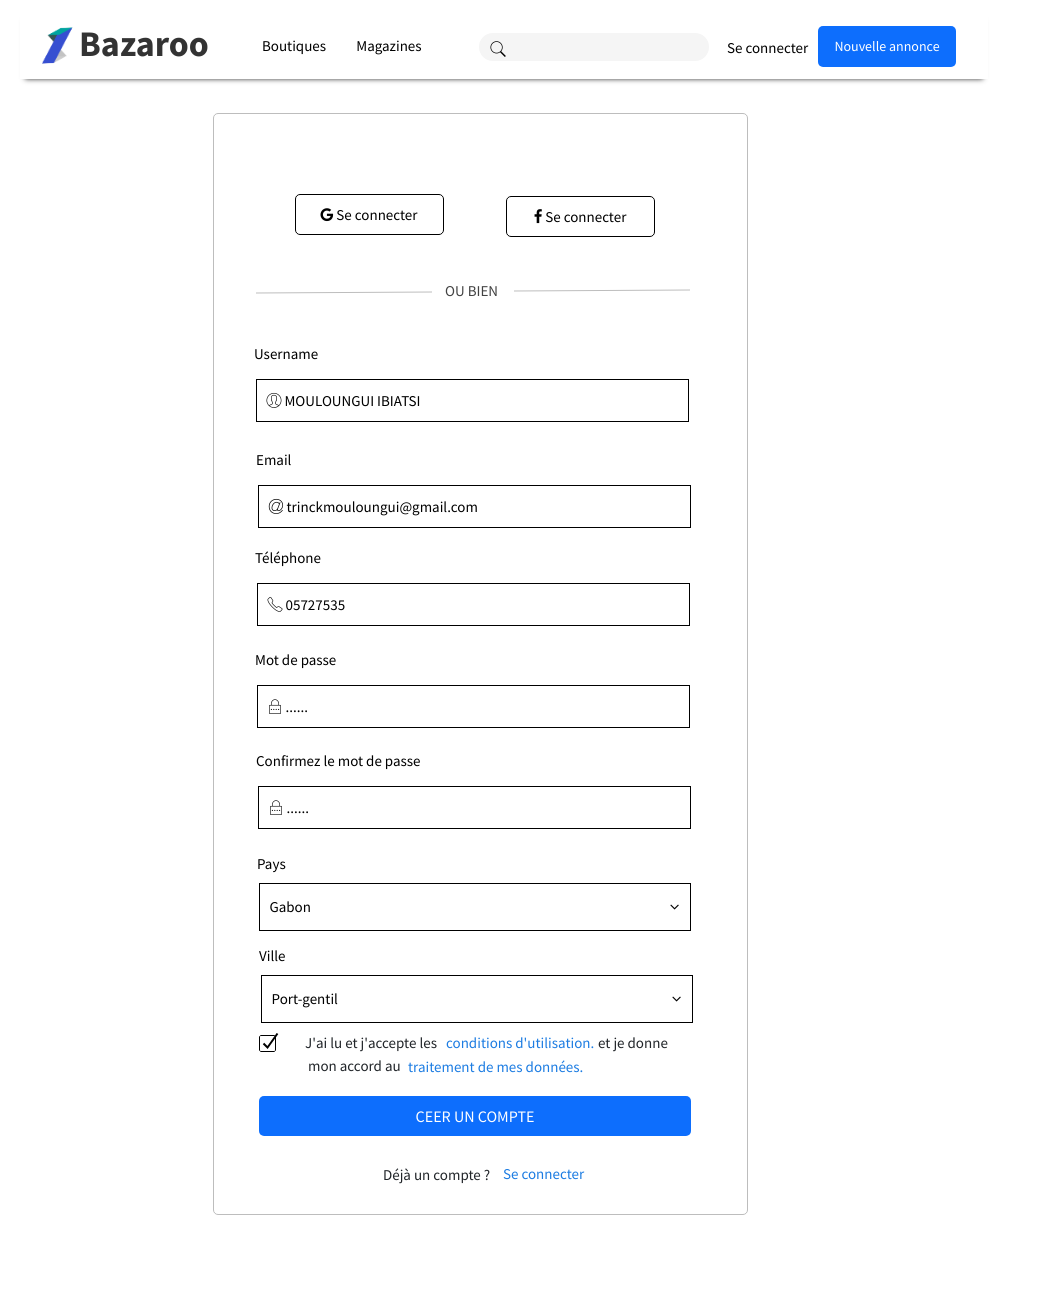 Bazaroo
Boutiques
Magazines
Se connecter
Nouvelle annonce
Se connecter
Se connecter
OU BIEN
Username
MOULOUNGUI IBIATSI
Email
trinckmouloungui@gmail.com
Téléphone
05727535
Mot de passe
......
Confirmez le mot de passe
......
Pays
Gabon
Ville
Port-gentil
J'ai lu et j'accepte les conditions d'utilisation. et je donne
mon accord au traitement de mes données.
CEER UN COMPTE
Déjà un compte ? Se connecter